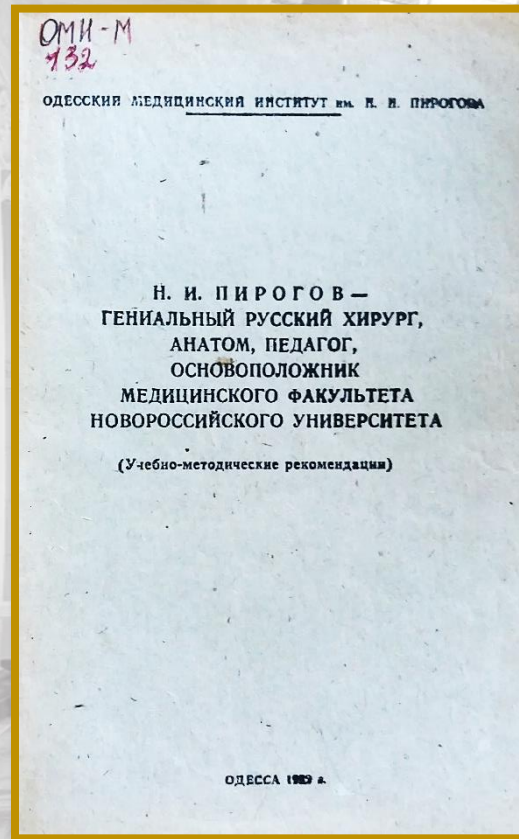 ОМИ-М
132
ОДЕССКИЙ МЕДИЦИНСКИЙ ИНСТИТУТ им. Н. И. ПИРОГОВА
Н. И. ПИРОГОВ —
ГЕНИАЛЬНЫЙ РУССКИЙ ХИРУРГ,
АНАТОМ, ПЕДАГОГ,
ОСНОВОПОЛОЖНИК
МЕДИЦИНСКОГО ФАКУЛЬТЕТА
НОВОРОССИЙСКОГО УНИВЕРСИТЕТА
(Учебно-методические рекомендации)
ОДЕССА 1989 г.